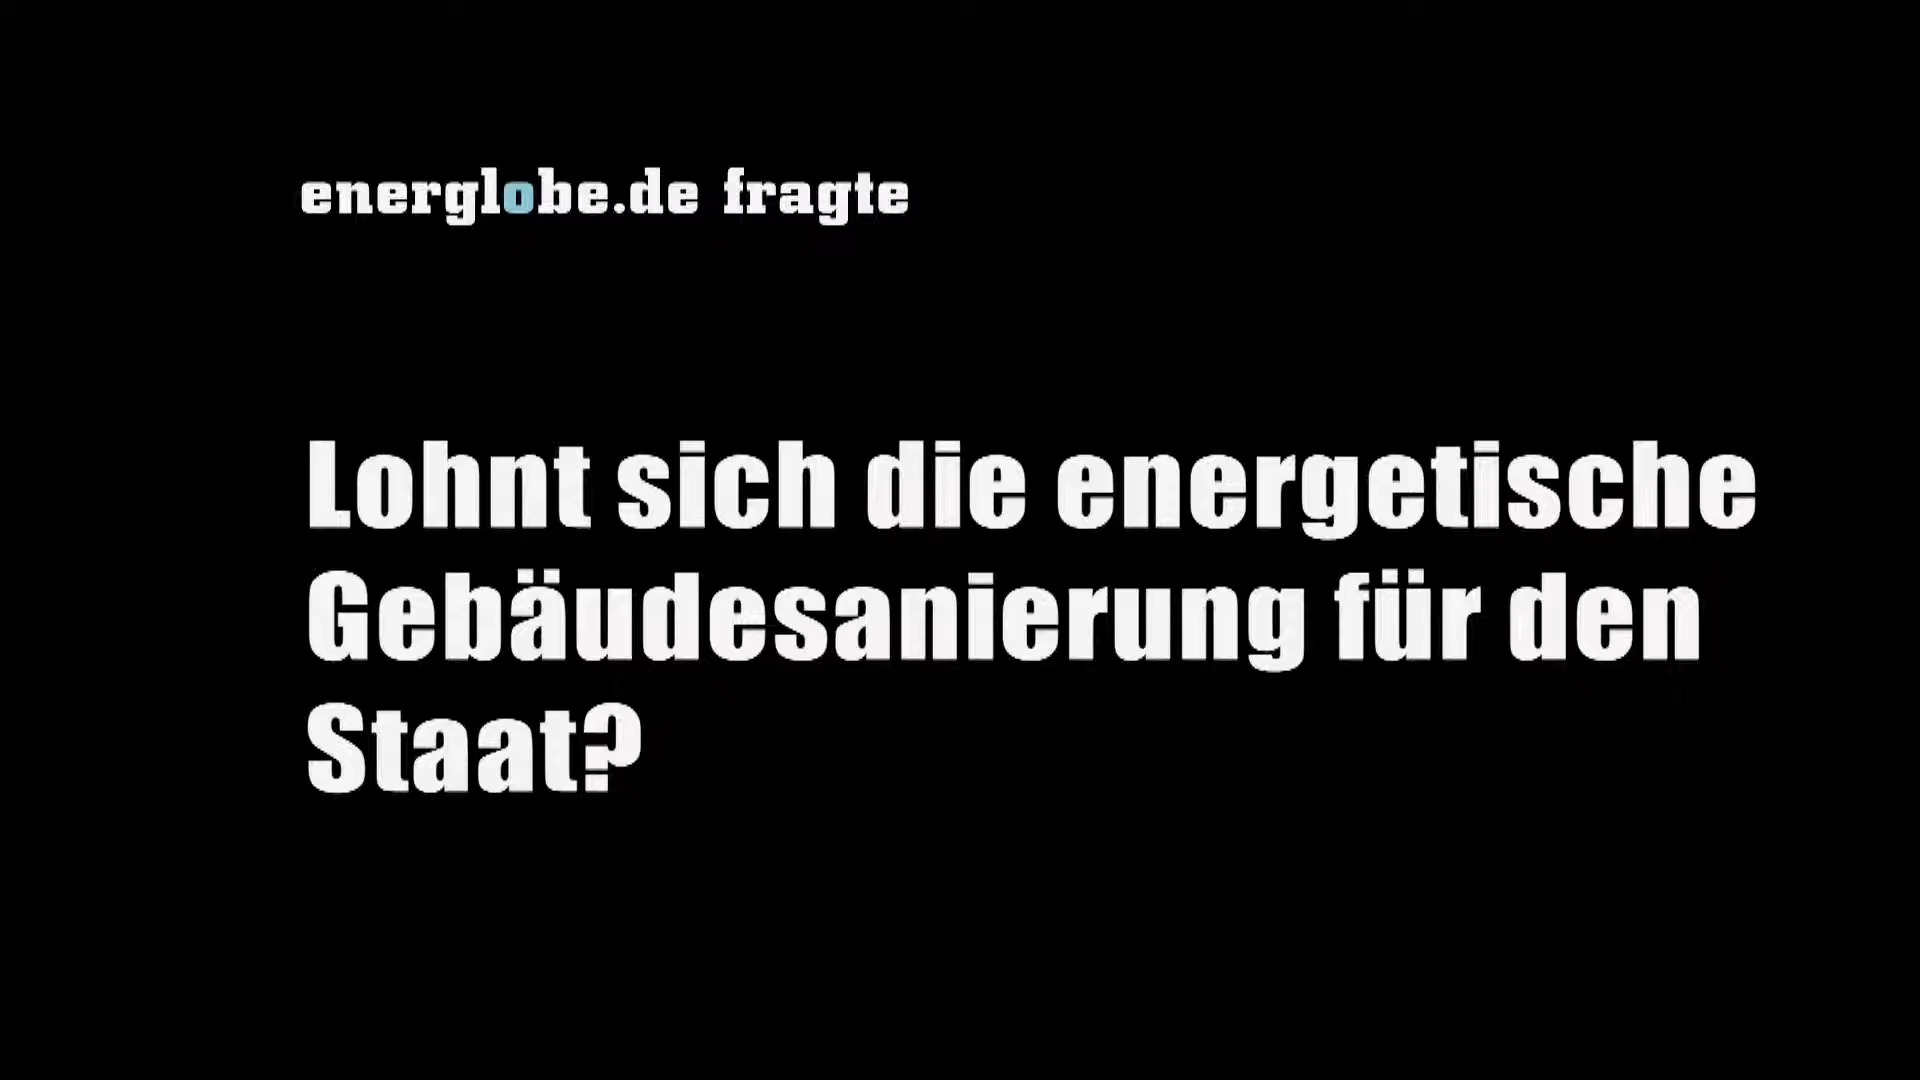 energlobe.de fragte
Lohnt sich die energetische
Gebäudesanierung für den
Staat?